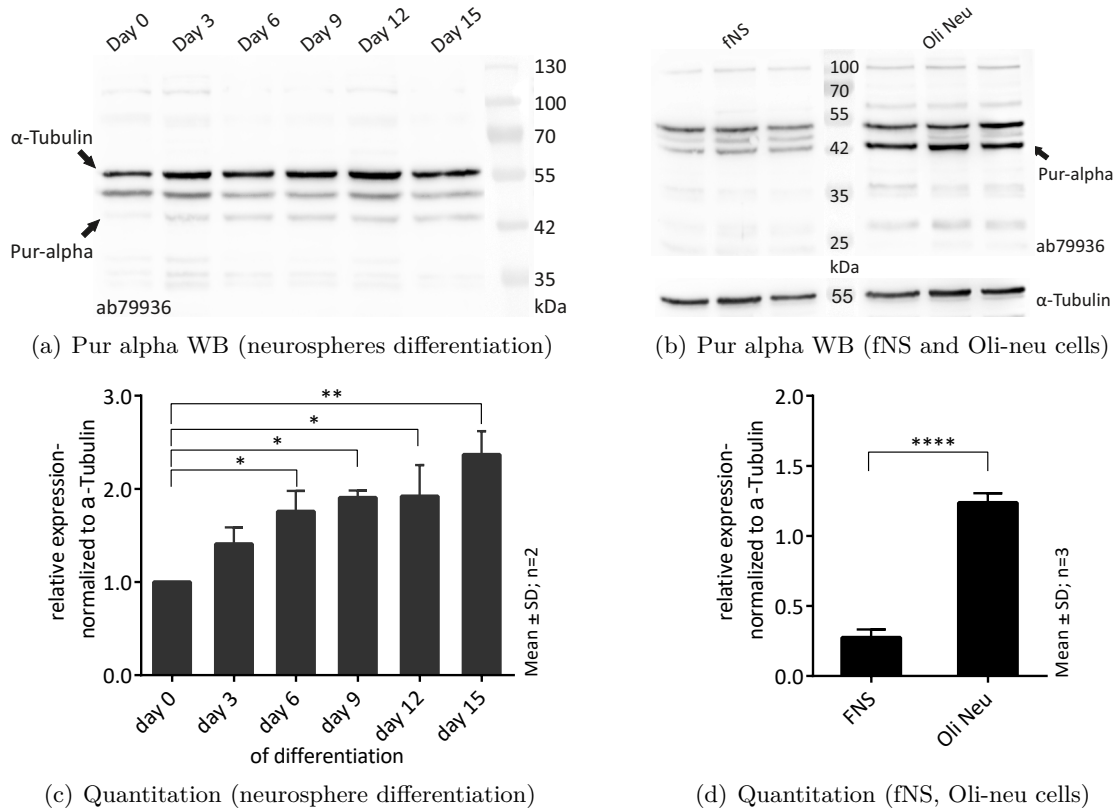 Day 0 Day 3 Day 6 Day 9 Day 12 Day 15
130
100
α-Tubulin
70
55
Pur-alpha
42
35
ab79936
kDa
(a) Pur alpha WB (neurospheres differentiation)
fNS Oli Neu
100
70
55
42
Pur-alpha
35
25
ab79936
kDa
55
α-Tubulin
(b) Pur alpha WB (fNS and Oli-neu cells)
relative expression-
normalized to a -Tubulin
3.0
2.0
1.0
0.0
**
*
*
*
Mean ± SD; n=2
day 0 day 3 day 6 day 9 day 12 day 15
of differentiation
(c) Quantitation (neurosphere differentiation)
relative expression-
normalized to a -Tubulin
2.0
1.5
1.0
0.5
0.0
****
Mean ± SD; n=3
FNS Oli Neu
(d) Quantitation (fNS, Oli-neu cells)